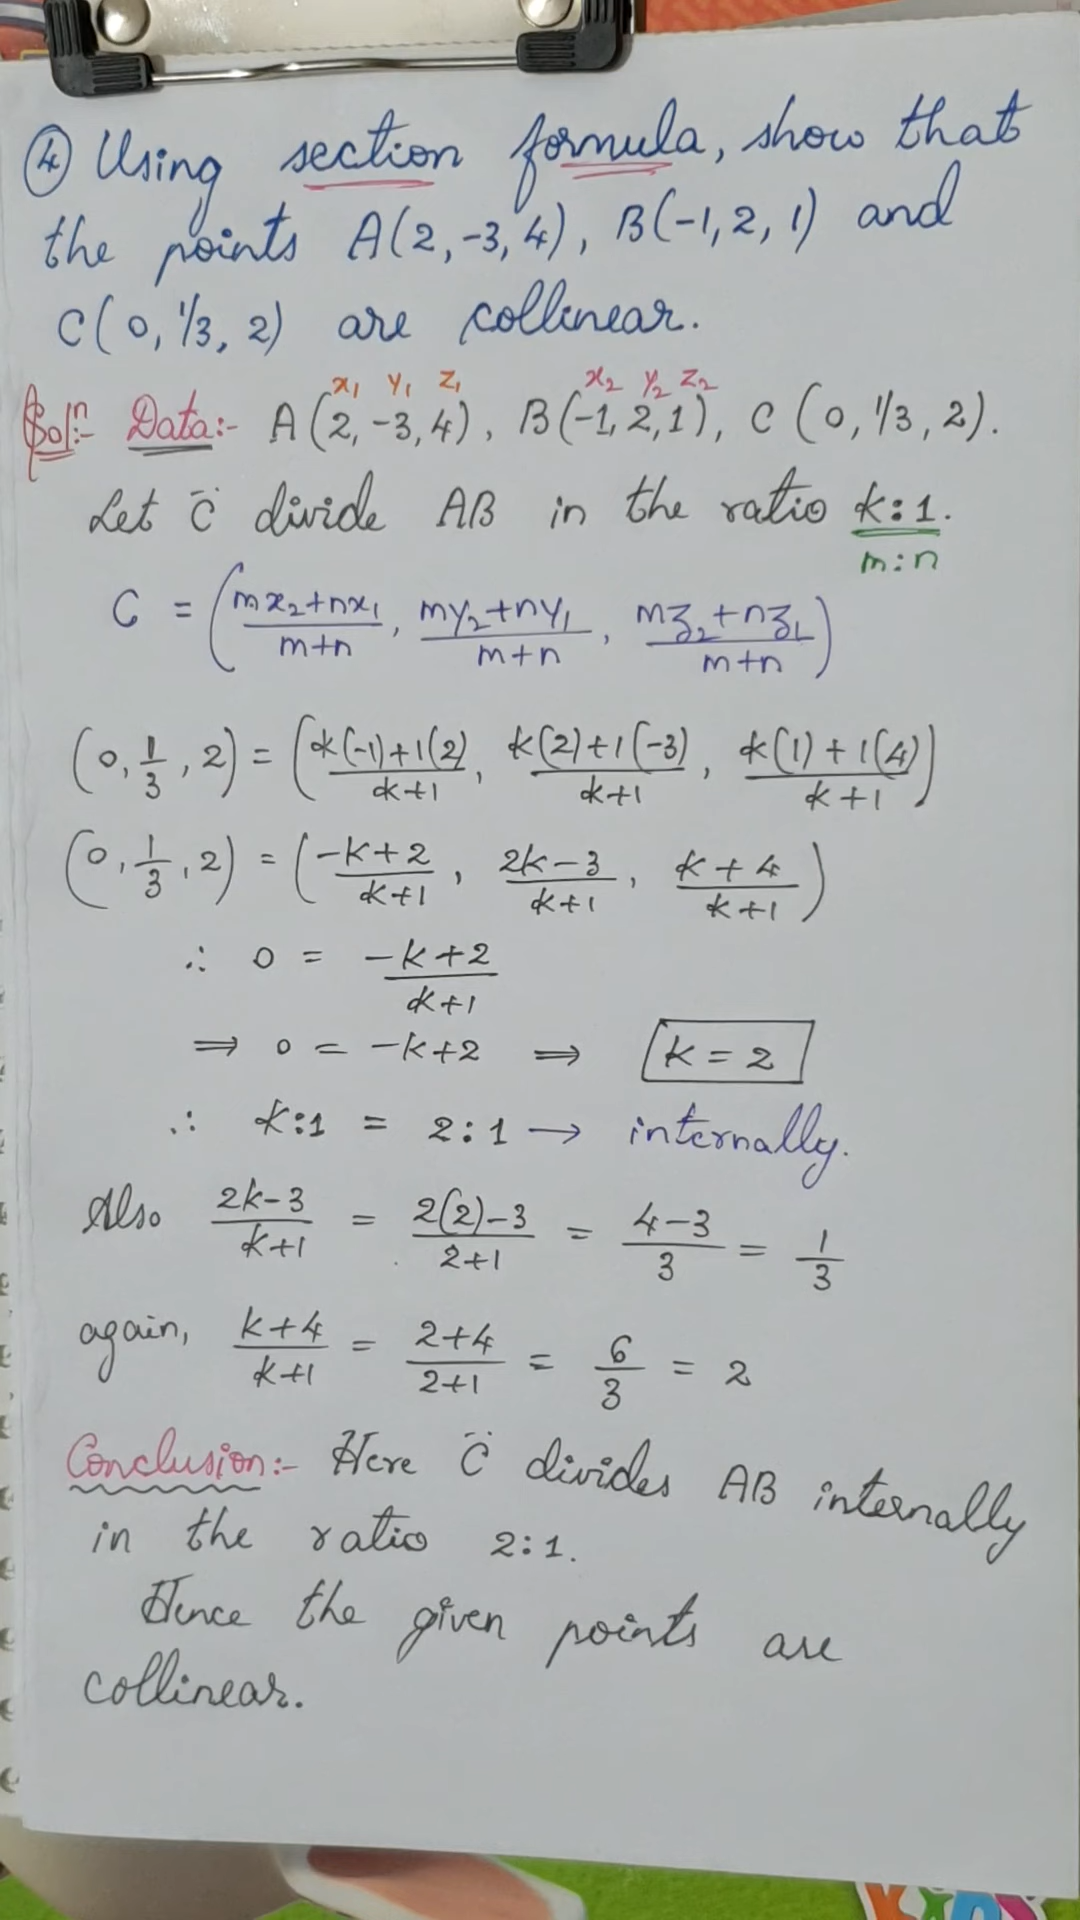 ④ Using section formula, show that
the points A(2, -3, 4), B(-1, 2, 1) and
C(0, 1/3, 2) are collinear.
x₁ y₁ z₁ x₂ y₂ z₂
Solⁿ:- Data:- A(2, -3, 4), B(-1, 2, 1), C(0, 1/3, 2).
Let 'C' divide AB in the ratio k:1.
m:n
C = ((mx₂+nx₁)/(m+n), (my₂+ny₁)/(m+n), (mz₂+nz₁)/(m+n))
(0, 1/3, 2) = ((k(-1)+1(2))/(k+1), (k(2)+1(-3))/(k+1), (k(1)+1(4))/(k+1))
(0, 1/3, 2) = ((-k+2)/(k+1), (2k-3)/(k+1), (k+4)/(k+1))
∴ 0 = (-k+2)/(k+1)
⇒ 0 = -k+2 ⇒ k = 2
∴ k:1 = 2:1 → internally.
Also (2k-3)/(k+1) = (2(2)-3)/(2+1) = (4-3)/3 = 1/3
again, (k+4)/(k+1) = (2+4)/(2+1) = 6/3 = 2
Conclusion:- Here 'C' divides AB internally
in the ratio 2:1.
Hence the given points are
collinear.